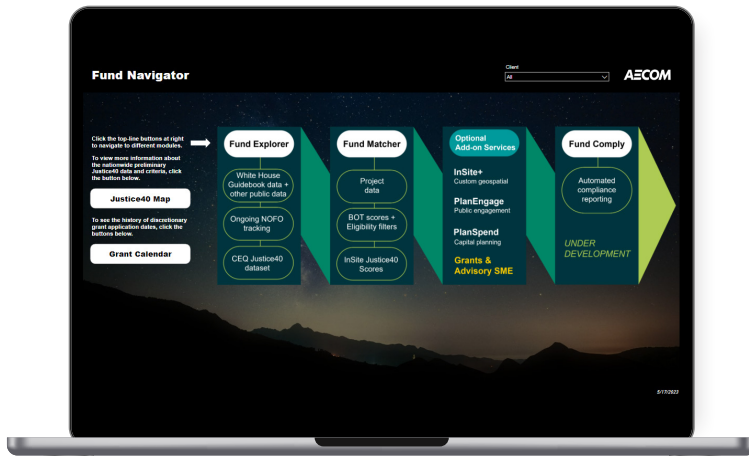 Fund Navigator
Client
All
AECOM
Click the top-line buttons at right
to navigate to different modules.
To view more information about
the nationwide preliminary
Justice40 data and criteria, click
the button below.
Justice40 Map
To see the history of discretionary
grant application dates, click the
buttons below.
Grant Calendar
Fund Explorer
White House
Guidebook data +
other public data
Ongoing NOFO
tracking
CEQ Justice40
dataset
Fund Matcher
Project
data
BOT scores +
Eligibility filters
InSite Justice40
Scores
Optional
Add-on Services
InSite+
Custom geospatial
PlanEngage
Public engagement
PlanSpend
Capital planning
Grants &
Advisory SME
Fund Comply
Automated
compliance
reporting
UNDER
DEVELOPMENT
5/17/2023